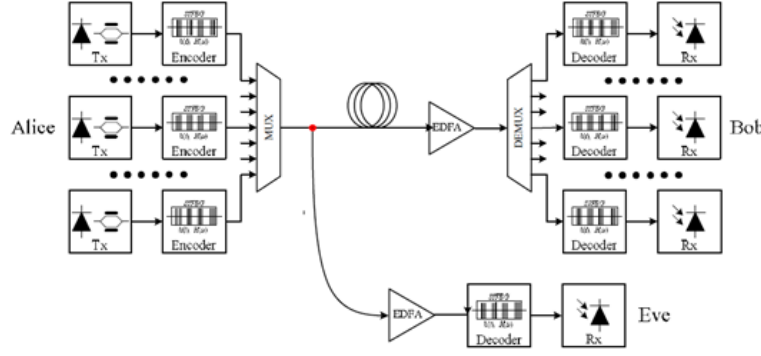 Tx
Encoder
Decoder
Rx
Alice
Tx
Encoder
MUX
EDFA
DEMUX
Decoder
Rx
Bob
Tx
Encoder
Decoder
Rx
EDFA
Decoder
Rx
Eve